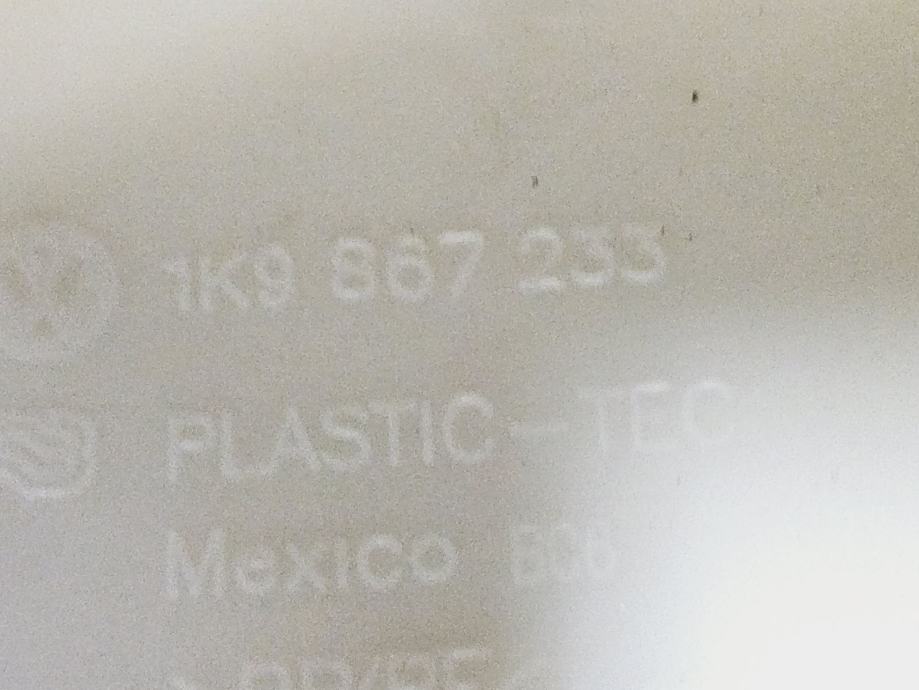 1K9 867 233
PLASTIC-TEC
Mexico